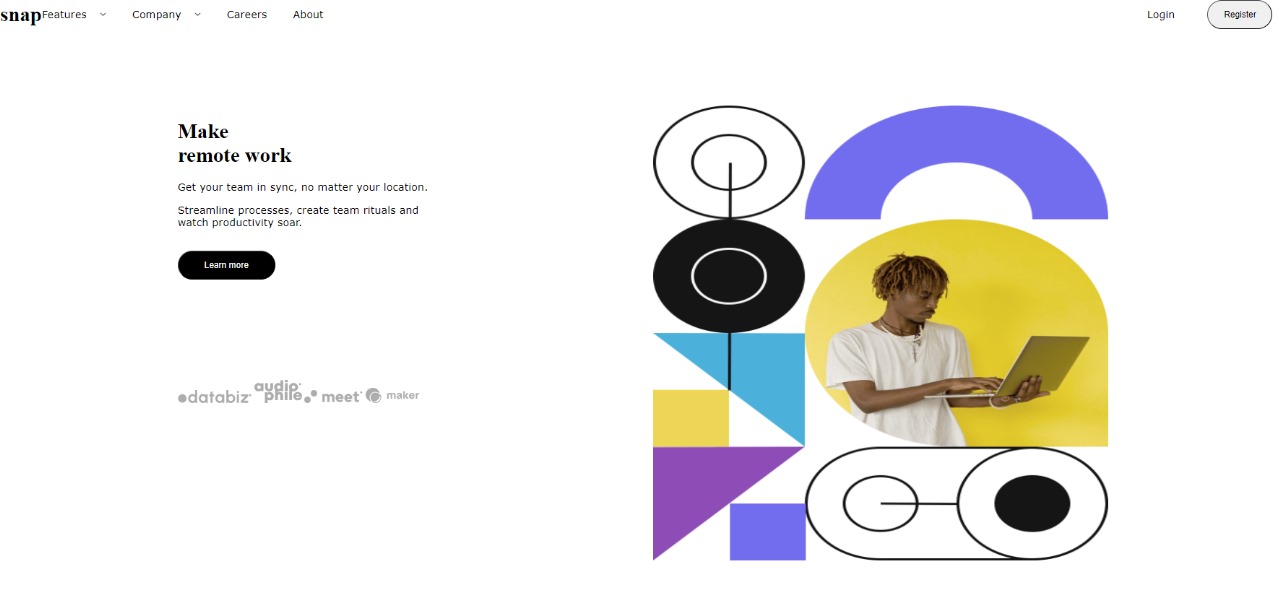 snap Features Company Careers About Login Register
Make
remote work
Get your team in sync, no matter your location.
Streamline processes, create team rituals and
watch productivity soar.
Learn more
databiz audiophile meet maker